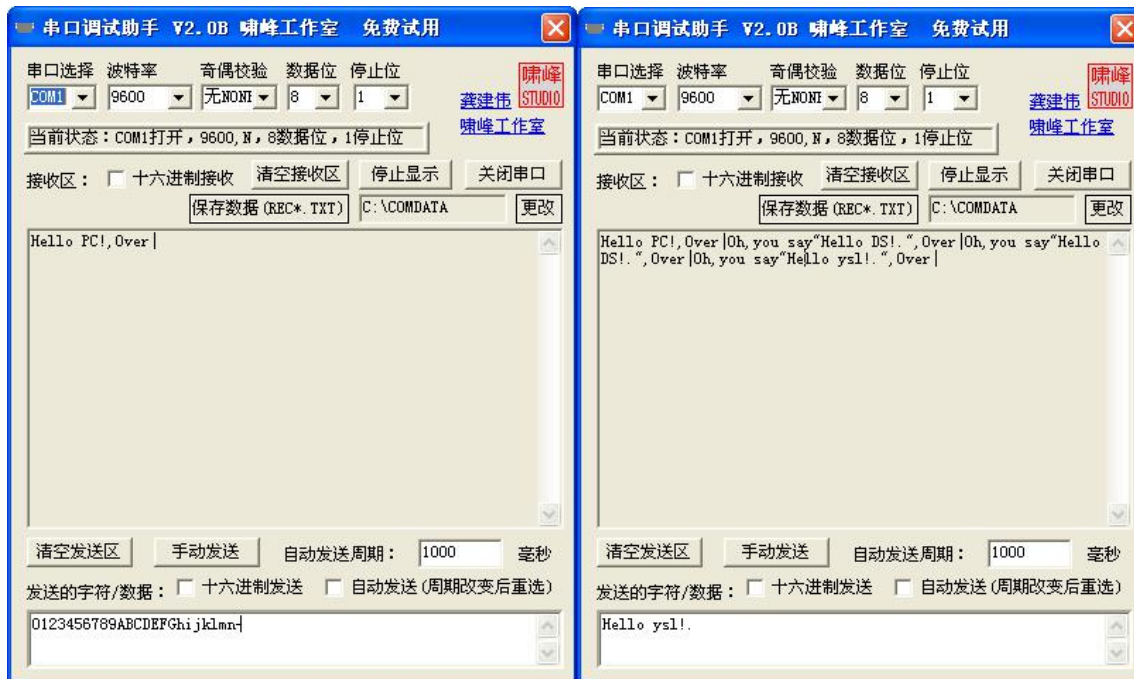 串口调试助手 V2.0B 啸峰工作室 免费试用
串口选择 波特率 奇偶校验 数据位 停止位
COM1 9600 无NONE 8 1
啸峰
STUDIO
龚建伟
啸峰工作室
当前状态：COM1打开，9600,N，8数据位，1停止位
接收区： 十六进制接收 清空接收区 停止显示 关闭串口
保存数据(REC*.TXT) C:\COMDATA 更改
Hello PC!,Over|
清空发送区 手动发送 自动发送周期： 1000 毫秒
发送的字符/数据： 十六进制发送 自动发送(周期改变后重选)
0123456789ABCDEFGhijklmn-
串口调试助手 V2.0B 啸峰工作室 免费试用
串口选择 波特率 奇偶校验 数据位 停止位
COM1 9600 无NONE 8 1
啸峰
STUDIO
龚建伟
啸峰工作室
当前状态：COM1打开，9600,N，8数据位，1停止位
接收区： 十六进制接收 清空接收区 停止显示 关闭串口
保存数据(REC*.TXT) C:\COMDATA 更改
Hello PC!,Over|Oh,you say“Hello DS!.“,Over|Oh,you say“Hello
DS!.“,Over|Oh,you say“Hello ysl!.“,Over|
清空发送区 手动发送 自动发送周期： 1000 毫秒
发送的字符/数据： 十六进制发送 自动发送(周期改变后重选)
Hello ysl!.